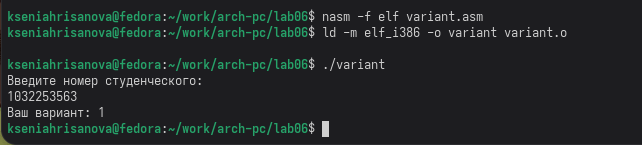 kseniahrisanova@fedora:~/work/arch-pc/lab06$ nasm -f elf variant.asm
kseniahrisanova@fedora:~/work/arch-pc/lab06$ ld -m elf_i386 -o variant variant.o
kseniahrisanova@fedora:~/work/arch-pc/lab06$ ./variant
Введите номер студенческого:
1032253563
Ваш вариант: 1
kseniahrisanova@fedora:~/work/arch-pc/lab06$